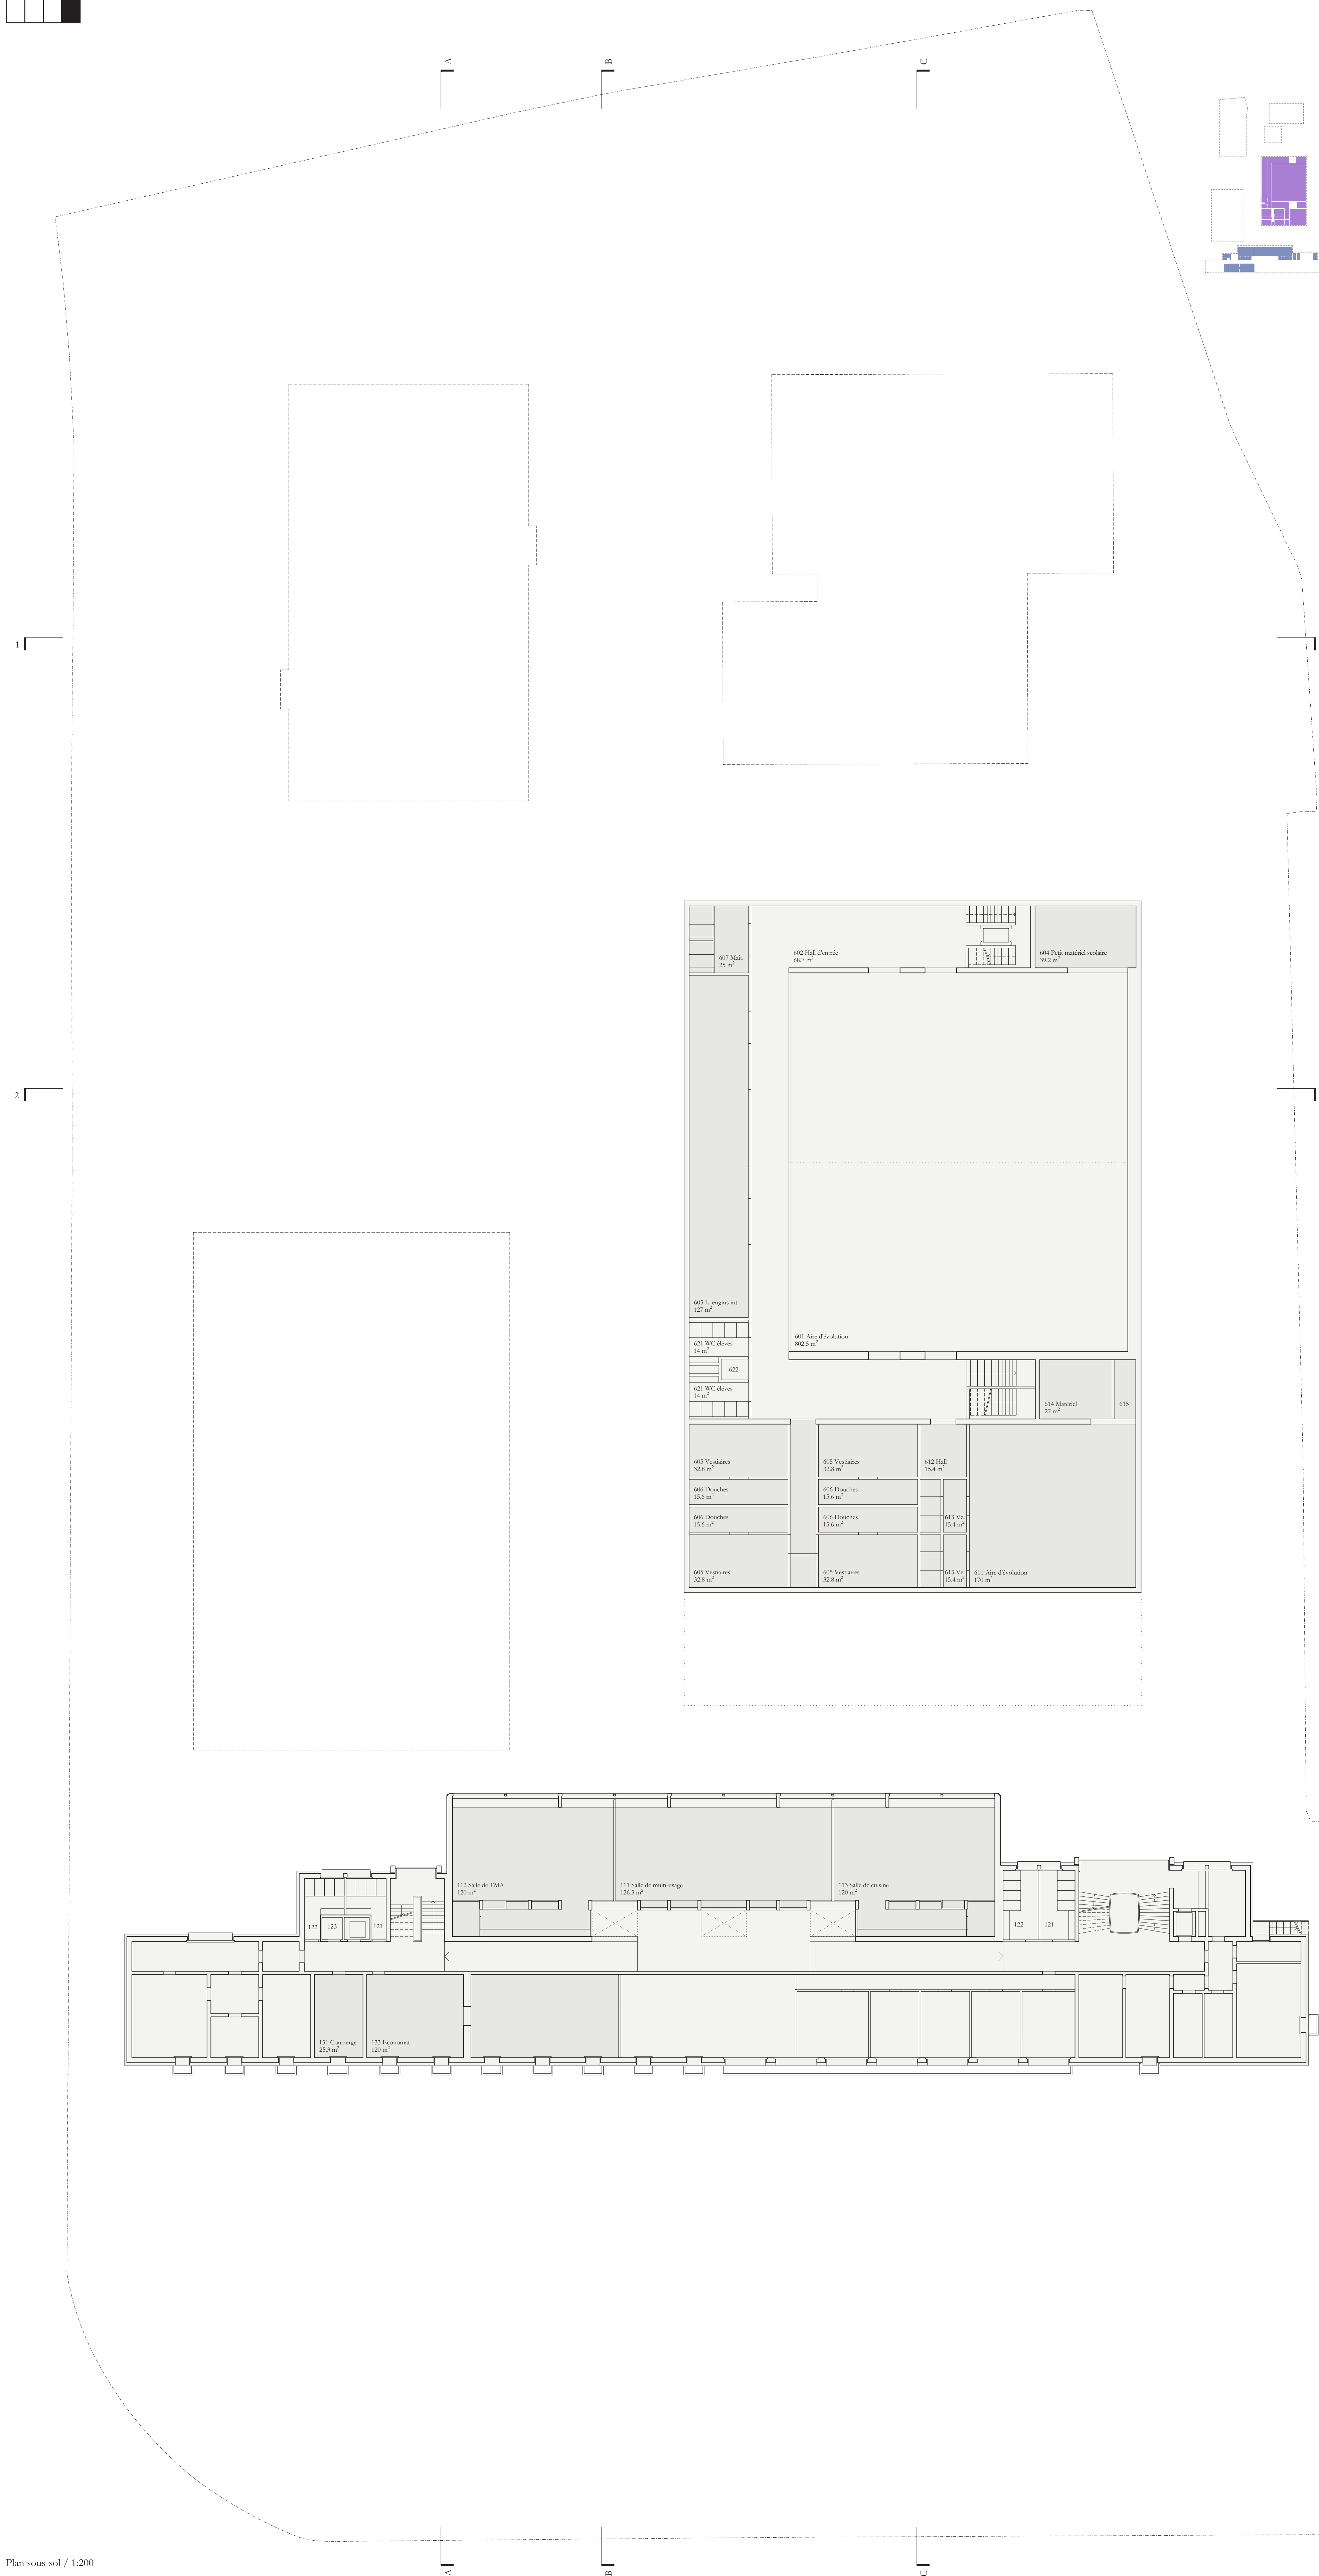 A
B
C
1
607 Mait.
25 m²
602 Hall d'entrée
68.7 m²
604 Petit matériel scolaire
39.2 m²
2
603 L. engins int.
127 m²
601 Aire d'évolution
802.5 m²
621 WC élèves
14 m²
622
621 WC élèves
14 m²
614 Matériel
27 m²
615
605 Vestiaires
32.8 m²
605 Vestiaires
32.8 m²
612 Hall
15.4 m²
606 Douches
15.6 m²
606 Douches
15.6 m²
606 Douches
15.6 m²
606 Douches
15.6 m²
613 Ve.
15.4 m²
605 Vestiaires
32.8 m²
605 Vestiaires
32.8 m²
613 Ve.
15.4 m²
611 Aire d'évolution
170 m²
112 Salle de TMA
120 m²
111 Salle de multi-usage
126.5 m²
113 Salle de cuisine
120 m²
122
123
121
122
121
131 Concierge
25.3 m²
133 Economat
120 m²
Plan sous-sol / 1:200
A
B
C